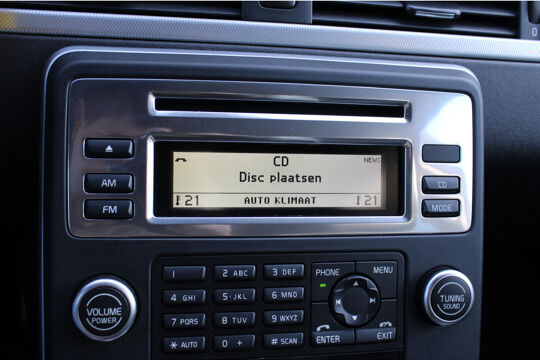 CD
NEWS
Disc plaatsen
21 AUTO KLIMAAT 21
AM
FM
CD
MODE
VOLUME
POWER
1 2 ABC 3 DEF
4 GHI 5 JKL 6 MNO
7 PQRS 8 TUV 9 WXYZ
* AUTO 0 + # SCAN
PHONE MENU
ENTER EXIT
TUNING
SOUND
0